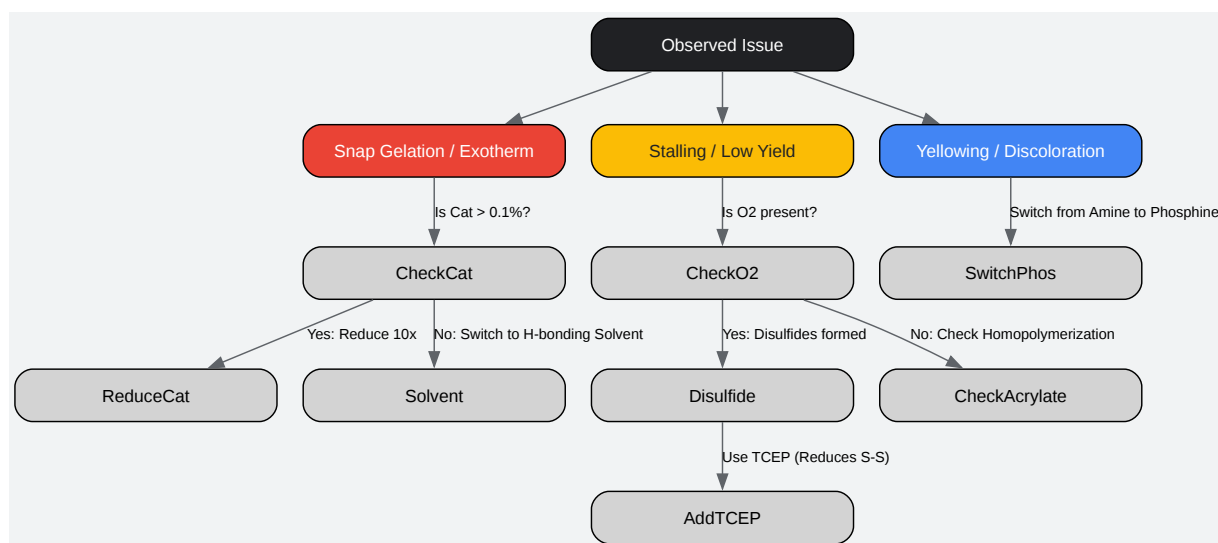 Observed Issue
Snap Gelation / Exotherm
Stalling / Low Yield
Yellowing / Discoloration
Is Cat > 0.1%?
Is O2 present?
Switch from Amine to Phosphine
CheckCat
CheckO2
SwitchPhos
Yes: Reduce 10x
No: Switch to H-bonding Solvent
Yes: Disulfides formed
No: Check Homopolymerization
ReduceCat
Solvent
Disulfide
CheckAcrylate
Use TCEP (Reduces S-S)
AddTCEP